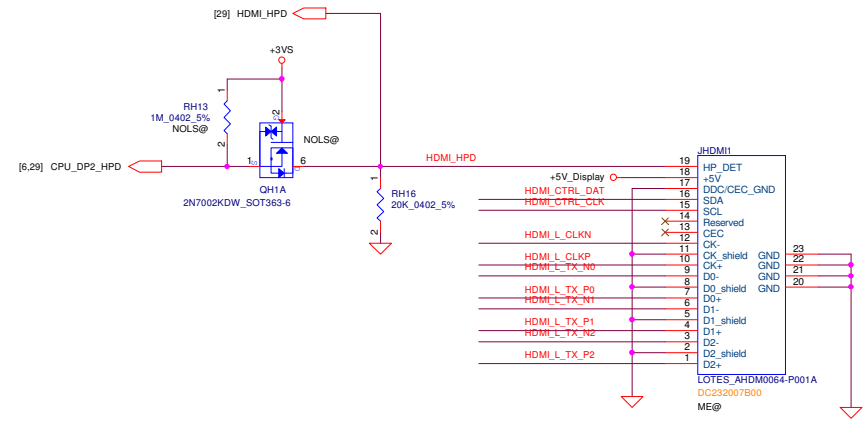 [29] HDMI_HPD
+3VS
1
RH13
1M_0402_5%
NOLS@
2
2
G
NOLS@
[6,29] CPU_DP2_HPD
1
S
D
6
HDMI_HPD
QH1A
2N7002KDW_SOT363-6
1
RH16
20K_0402_5%
2
JHDMI1
19 HP_DET
+5V_Display 18 +5V
17 DDC/CEC_GND
HDMI_CTRL_DAT 16 SDA
HDMI_CTRL_CLK 15 SCL
14 Reserved
13 CEC
HDMI_L_CLKN 12 CK-
11 CK_shield GND 23
HDMI_L_CLKP 10 CK+ GND 22
HDMI_L_TX_N0 9 D0- GND 21
8 D0_shield GND 20
HDMI_L_TX_P0 7 D0+
HDMI_L_TX_N1 6 D1-
5 D1_shield
HDMI_L_TX_P1 4 D1+
HDMI_L_TX_N2 3 D2-
2 D2_shield
HDMI_L_TX_P2 1 D2+
LOTES_AHDM0064-P001A
DC232007B00
ME@